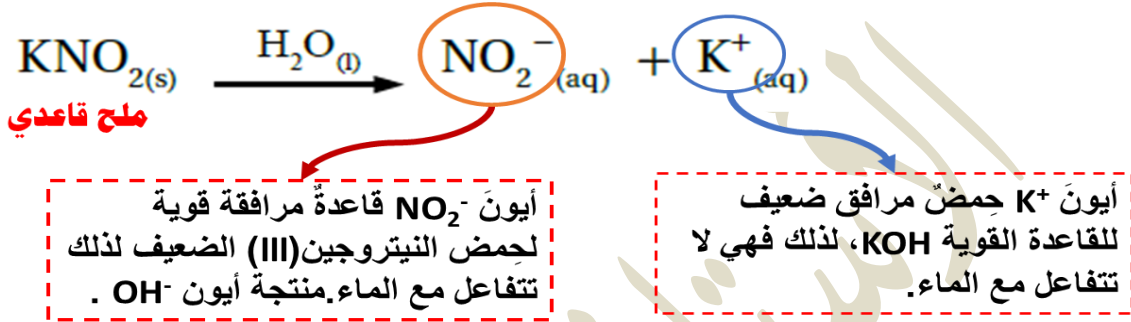 KNO₂(s) H₂O(l) NO₂⁻(aq) + K⁺(aq)
ملح قاعدي
أيونَ K⁺ حِمضٌ مرافق ضعيف
للقاعدة القوية KOH، لذلك فهي لا
تتفاعل مع الماء.
أيونَ NO₂⁻ قاعدةٌ مرافقة قوية
لحِمض النيتروجين(III) الضعيف لذلك
تتفاعل مع الماء.منتجة أيون OH⁻ .